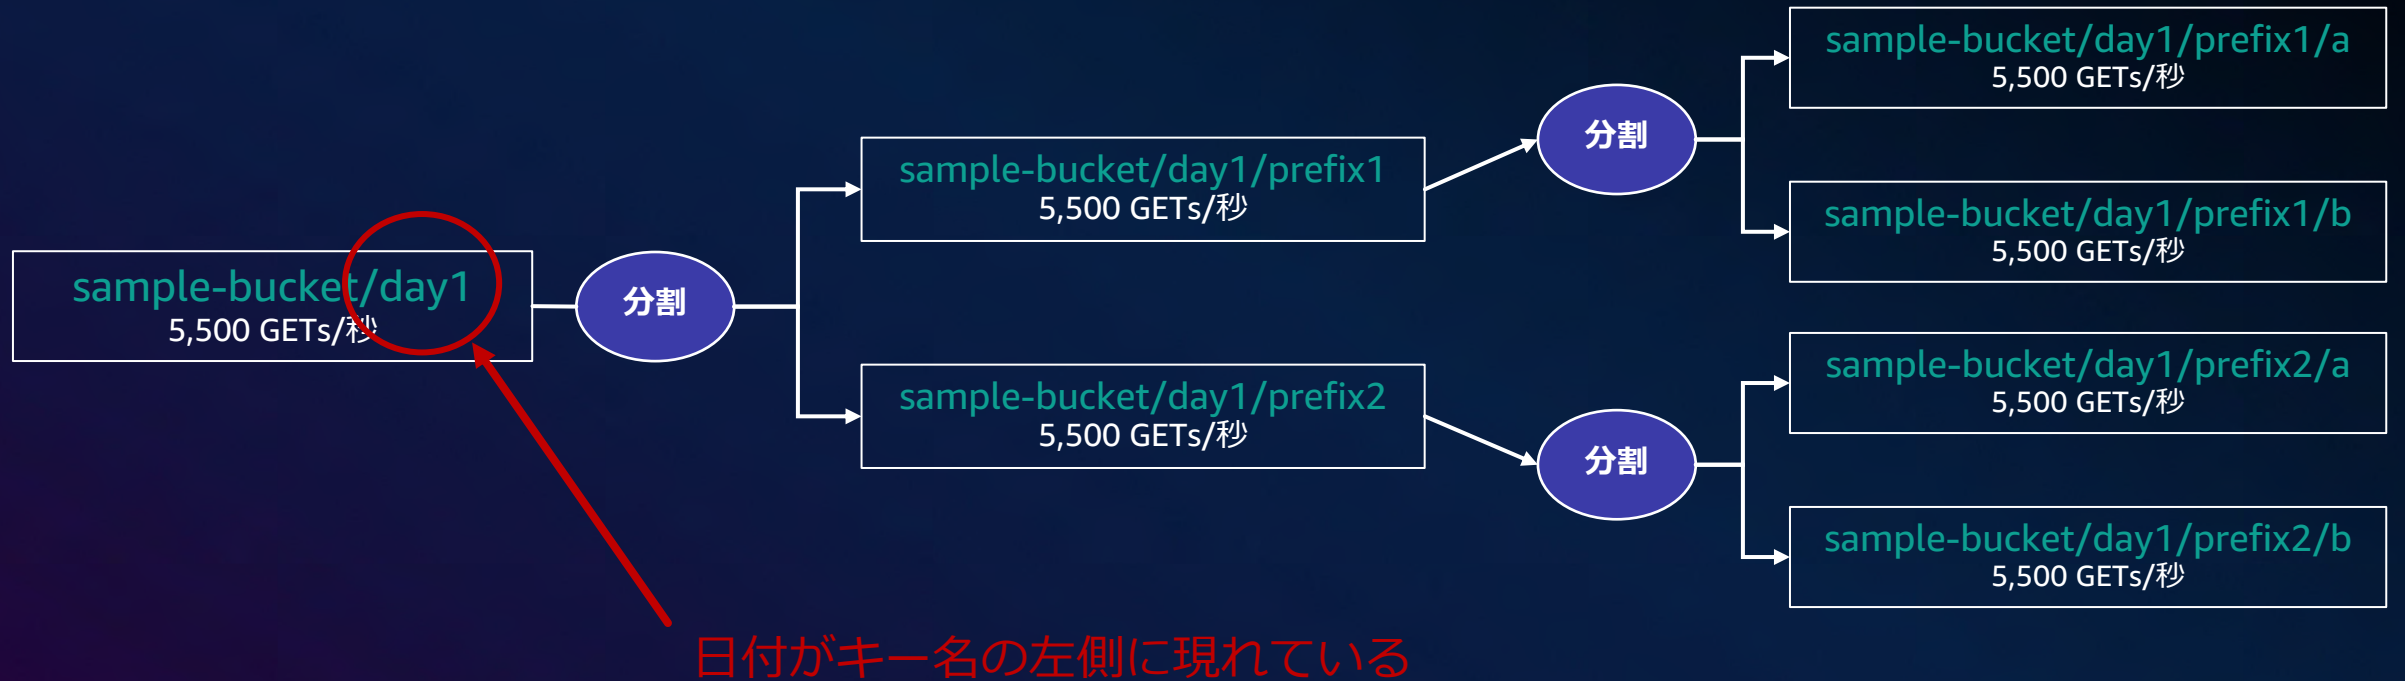 sample-bucket/day1
5,500 GETs/秒
分割
sample-bucket/day1/prefix1
5,500 GETs/秒
sample-bucket/day1/prefix2
5,500 GETs/秒
分割
sample-bucket/day1/prefix1/a
5,500 GETs/秒
sample-bucket/day1/prefix1/b
5,500 GETs/秒
分割
sample-bucket/day1/prefix2/a
5,500 GETs/秒
sample-bucket/day1/prefix2/b
5,500 GETs/秒
日付がキー名の左側に現れている